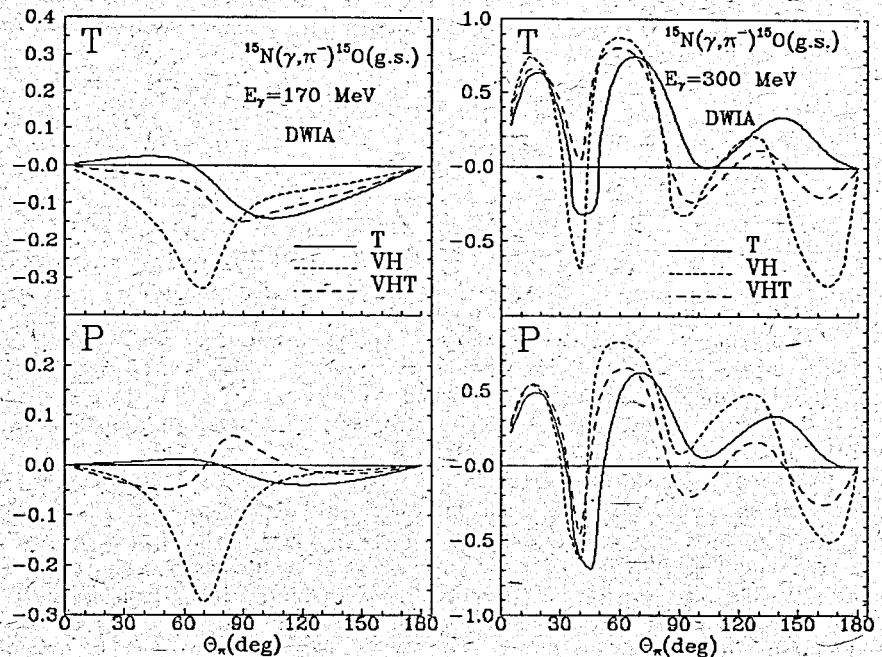 0.4
0.3
0.2
0.1
-0.0
-0.1
-0.2
-0.3
T
¹⁵N(γ,π⁻)¹⁵O(g.s.)
E_γ=170 MeV
DWIA
T
VH
VHT
0.2
0.1
0.0
-0.1
-0.2
-0.3
P
0
30
60
90
120
150
180
Θ_π(deg)
1.0
0.5
-0.0
-0.5
T
¹⁵N(γ,π⁻)¹⁵O(g.s.)
E_γ=300 MeV
DWIA
T
VH
VHT
0.5
-0.0
-0.5
-1.0
P
0
30
60
90
120
150
180
Θ_π(deg)